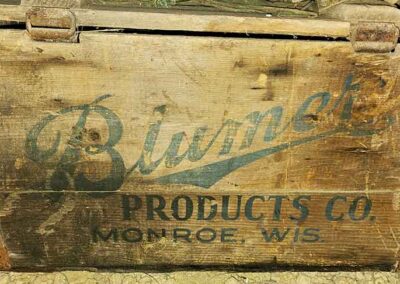 Blumer
PRODUCTS CO.
MONROE, WIS.